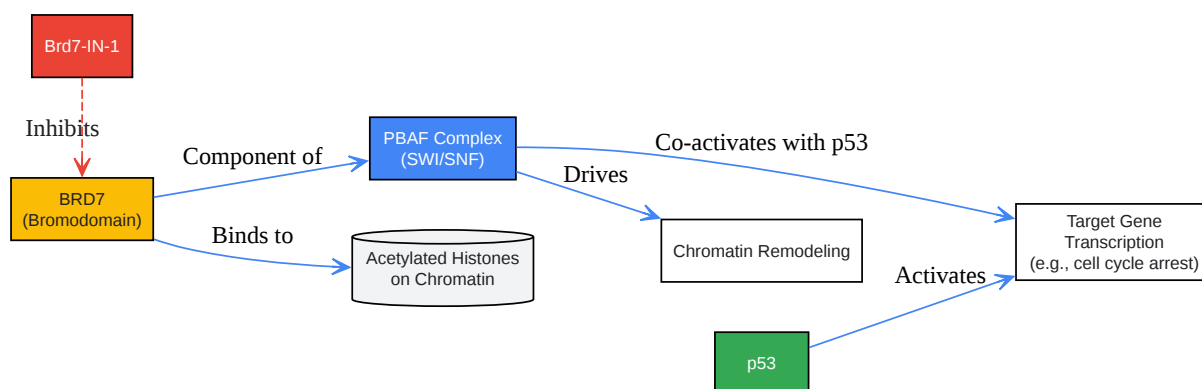 Brd7-IN-1
Inhibits
BRD7
(Bromodomain)
Component of
Binds to
PBAF Complex
(SWI/SNF)
Acetylated Histones
on Chromatin
Co-activates with p53
Drives
Chromatin Remodeling
Activates
p53
Target Gene
Transcription
(e.g., cell cycle arrest)